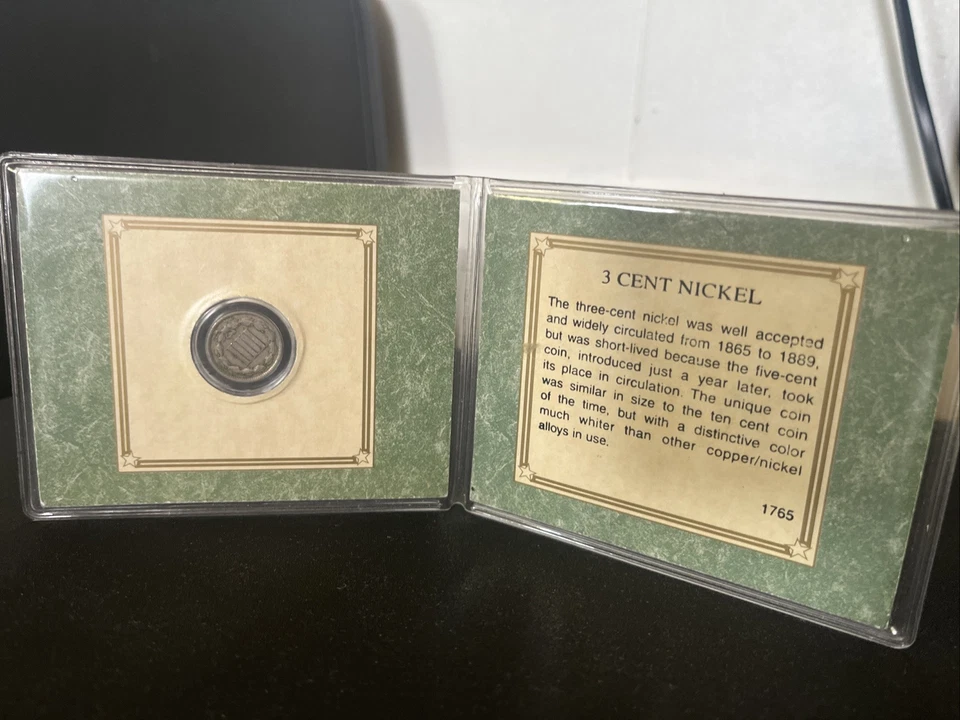 3 CENT NICKEL
The three-cent nickel was well accepted
and widely circulated from 1865 to 1889,
but was short-lived because the five-cent
coin, introduced just a year later, took
its place in circulation. The unique coin
was similar in size to the ten cent coin
of the time, but with a distinctive color
much whiter than other copper/nickel
alloys in use.
1765
III